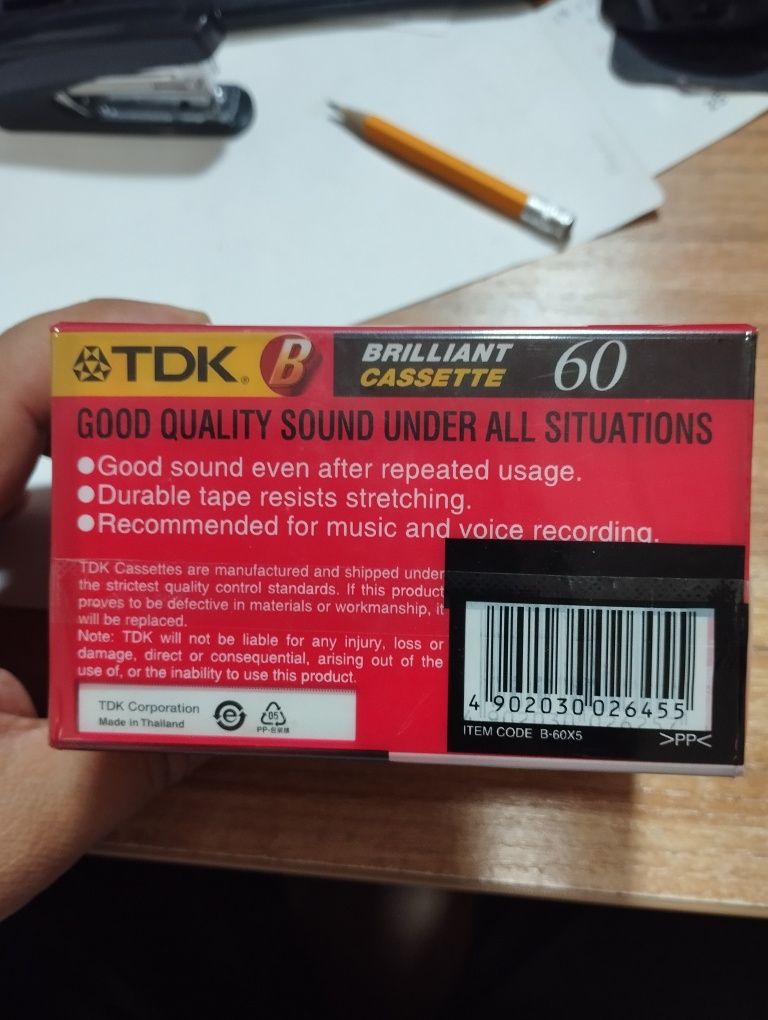 TDK® B BRILLIANT
CASSETTE 60
GOOD QUALITY SOUND UNDER ALL SITUATIONS
●Good sound even after repeated usage.
●Durable tape resists stretching.
●Recommended for music and voice recording.
TDK Cassettes are manufactured and shipped under
the strictest quality control standards. If this product
proves to be defective in materials or workmanship, it
will be replaced.
Note: TDK will not be liable for any injury, loss or
damage, direct or consequential, arising out of the
use of, or the inability to use this product.
TDK Corporation
Made in Thailand
05
4 902030 026455
ITEM CODE B-60X5
>PP<